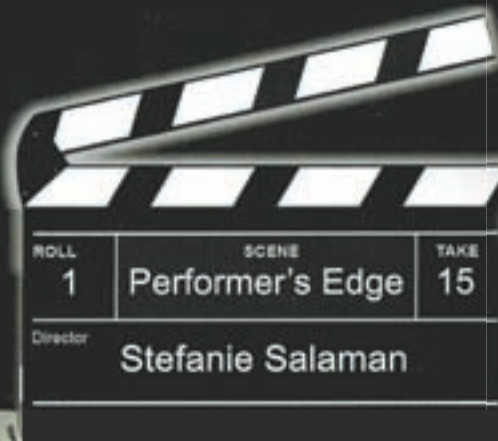 ROLL SCENE TAKE
1 Performer's Edge 15
Director Stefanie Salaman